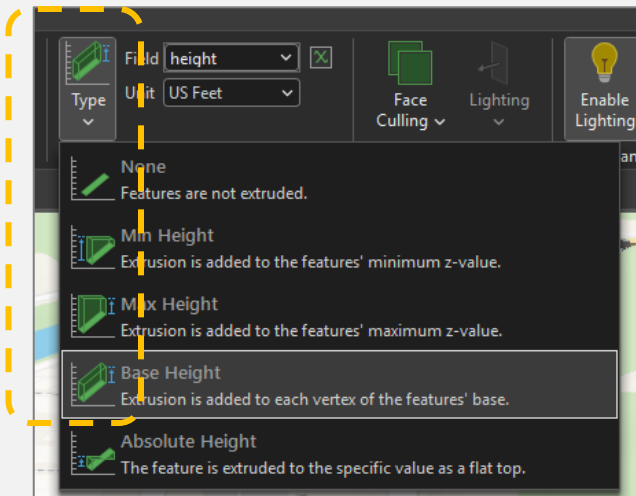 Type
Field height
Unit US Feet
Face
Culling
Lighting
Enable
Lighting
None
Features are not extruded.
Min Height
Extrusion is added to the features' minimum z-value.
Max Height
Extrusion is added to the features' maximum z-value.
Base Height
Extrusion is added to each vertex of the features' base.
Absolute Height
The feature is extruded to the specific value as a flat top.